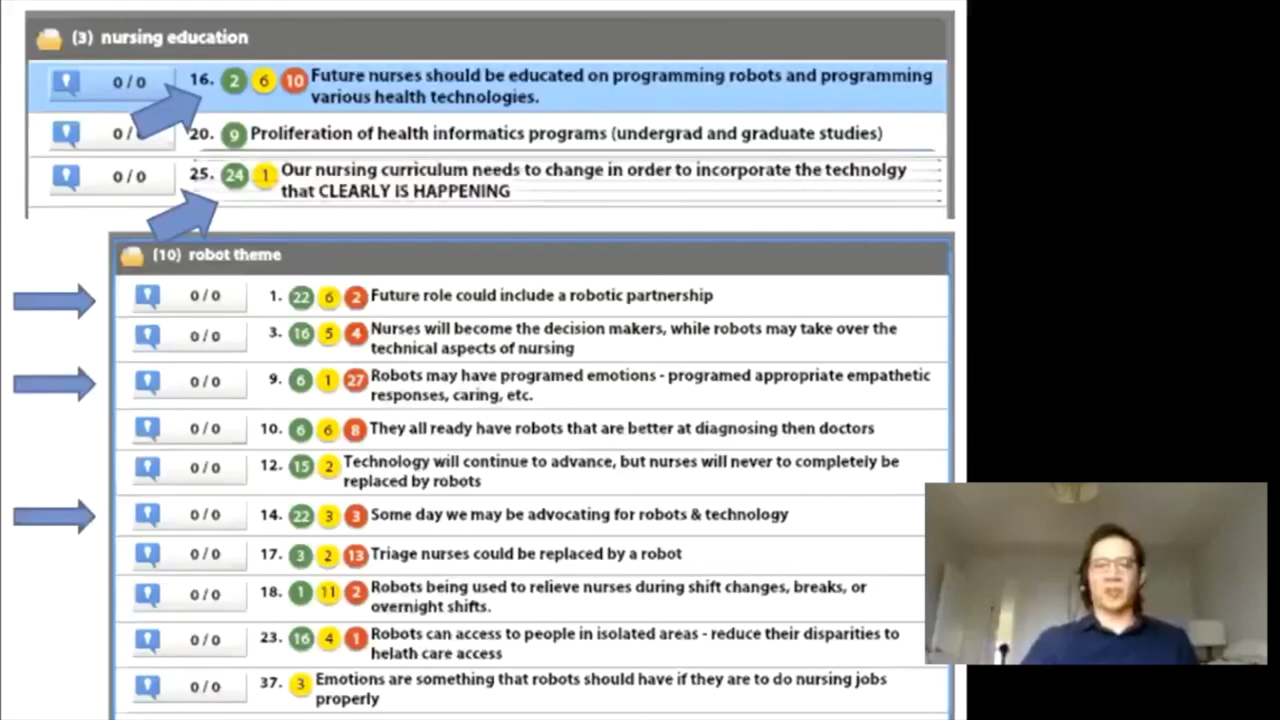 (3) nursing education
0 / 0 16. 2 6 10 Future nurses should be educated on programming robots and programming
various health technologies.
0 / 20. 9 Proliferation of health informatics programs (undergrad and graduate studies)
0 / 0 25. 24 1 Our nursing curriculum needs to change in order to incorporate the technolgy
that CLEARLY IS HAPPENING
(10) robot theme
0 / 0 1. 22 6 2 Future role could include a robotic partnership
0 / 0 3. 16 5 4 Nurses will become the decision makers, while robots may take over the
technical aspects of nursing
0 / 0 9. 6 1 27 Robots may have programed emotions - programed appropriate empathetic
responses, caring, etc.
0 / 0 10. 6 6 8 They all ready have robots that are better at diagnosing then doctors
0 / 0 12. 15 2 Technology will continue to advance, but nurses will never to completely be
replaced by robots
0 / 0 14. 22 3 3 Some day we may be advocating for robots & technology
0 / 0 17. 3 2 13 Triage nurses could be replaced by a robot
0 / 0 18. 1 11 2 Robots being used to relieve nurses during shift changes, breaks, or
overnight shifts.
0 / 0 23. 16 4 1 Robots can access to people in isolated areas - reduce their disparities to
helath care access
0 / 0 37. 3 Emotions are something that robots should have if they are to do nursing jobs
properly